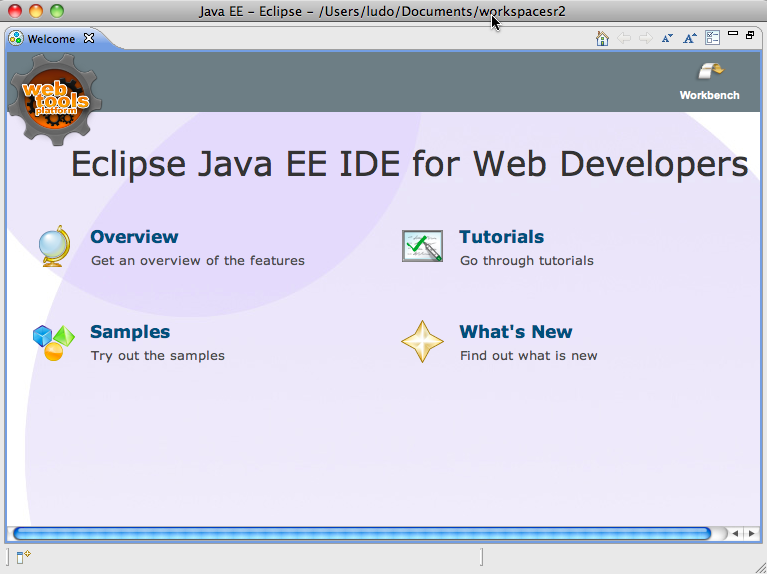 Java EE – Eclipse – /Users/ludo/Documents/workspacesr2
Welcome
web
tools
platform
Workbench
Eclipse Java EE IDE for Web Developers
Overview
Get an overview of the features
Tutorials
Go through tutorials
Samples
Try out the samples
What's New
Find out what is new